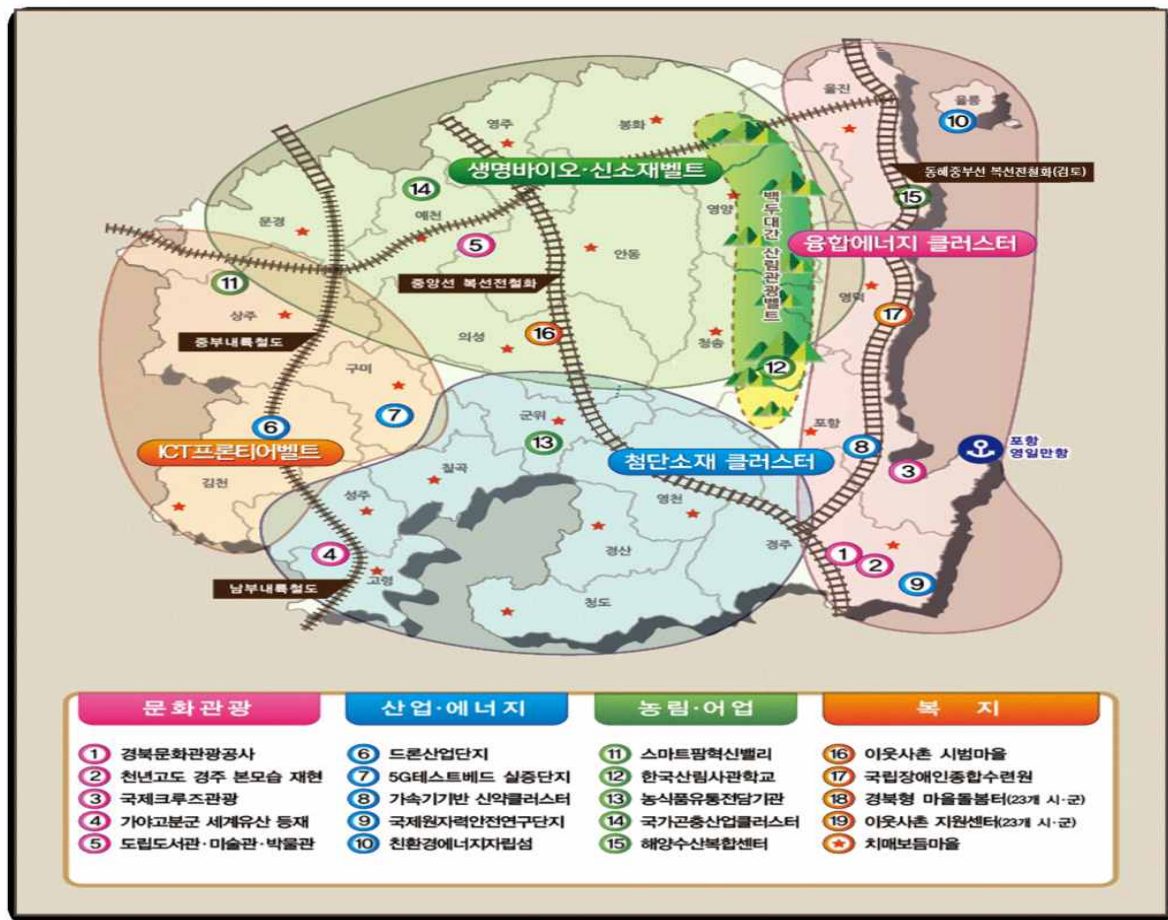 울진
울릉
10
영주
봉화
생명바이오·신소재벨트
동해중부선 복선전철화(검토)
14
15
예천
영양
문경
5
안동
백두대간 산림관광벨트
융합에너지 클러스터
11
중앙선 복선전철화
상주
영덕
17
16
중부내륙철도
의성
청송
구미
12
7
6
군위
포항
13
8
포항
영일만항
ICT프론티어벨트
첨단소재 클러스터
3
칠곡
김천
성주
영천
4
경산
경주
1
2
고령
9
남부내륙철도
청도
문화관광
1 경북문화관광공사
2 천년고도 경주 본모습 재현
3 국제크루즈관광
4 가야고분군 세계유산 등재
5 도립도서관·미술관·박물관
산업·에너지
6 드론산업단지
7 5G테스트베드 실증단지
8 가속기기반 신약클러스터
9 국제원자력안전연구단지
10 친환경에너지자립섬
농림·어업
11 스마트팜혁신밸리
12 한국산림사관학교
13 농식품유통전담기관
14 국가곤충산업클러스터
15 해양수산복합센터
복 지
16 이웃사촌 시범마을
17 국립장애인종합수련원
18 경북형 마을돌봄터(23개 시·군)
19 이웃사촌 지원센터(23개 시·군)
치매보듬마을